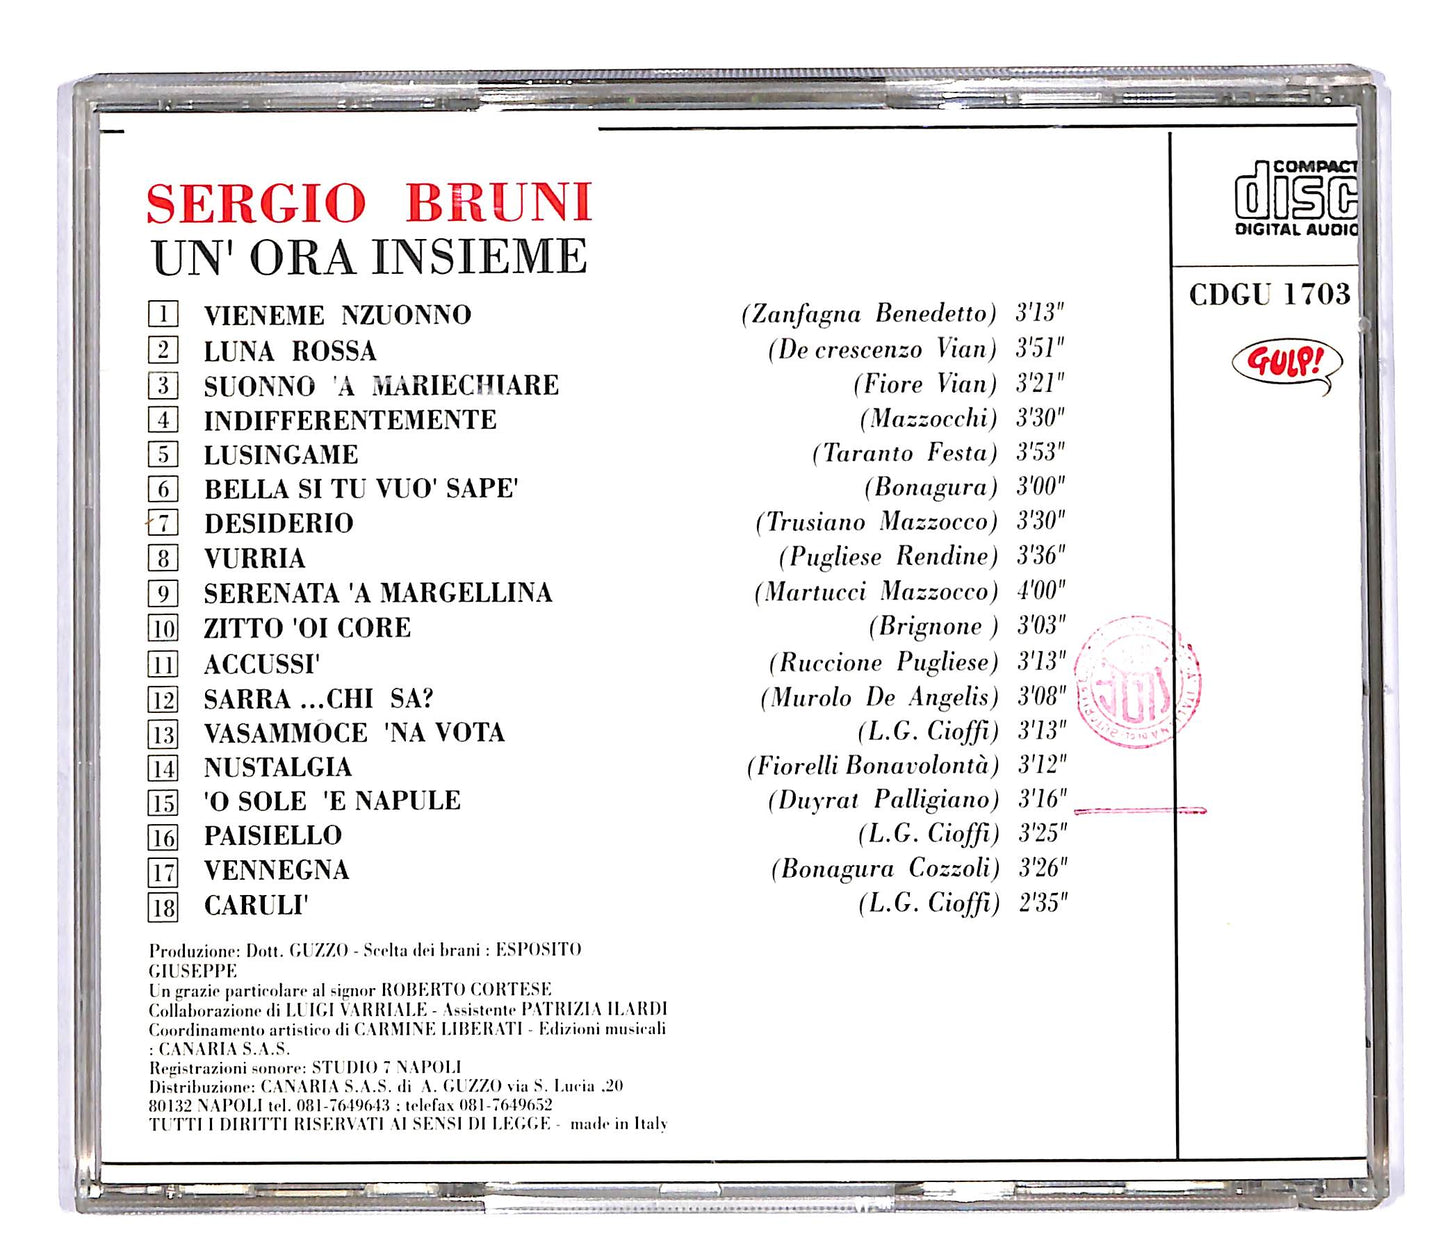 SERGIO BRUNI
UN' ORA INSIEME
1 VIENEME NZUONNO (Zanfagna Benedetto) 3'13"
2 LUNA ROSSA (De crescenzo Vian) 3'51"
3 SUONNO 'A MARIECHIARE (Fiore Vian) 3'21"
4 INDIFFERENTEMENTE (Mazzocchi) 3'30"
5 LUSINGAME (Taranto Festa) 3'53"
6 BELLA SI TU VUO' SAPE' (Bonagura) 3'00"
7 DESIDERIO (Trusiano Mazzocco) 3'30"
8 VURRIA (Pugliese Rendine) 3'36"
9 SERENATA 'A MARGELLINA (Martucci Mazzocco) 4'00"
10 ZITTO 'OI CORE (Brignone ) 3'03"
11 ACCUSSI' (Ruccione Pugliese) 3'13"
12 SARRA ...CHI SA? (Murolo De Angelis) 3'08"
13 VASAMMOCE 'NA VOTA (L.G. Cioffi) 3'13"
14 NUSTALGIA (Fiorelli Bonavolontà) 3'12"
15 'O SOLE 'E NAPULE (Duyrat Palligiano) 3'16"
16 PAISIELLO (L.G. Cioffi) 3'25"
17 VENNEGNA (Bonagura Cozzoli) 3'26"
18 CARULI' (L.G. Cioffi) 2'35"
Produzione: Dott. GUZZO - Scelta dei brani : ESPOSITO
GIUSEPPE
Un grazie particolare al signor ROBERTO CORTESE
Collaborazione di LUIGI VARRIALE - Assistente PATRIZIA ILARDI
Coordinamento artistico di CARMINE LIBERATI - Edizioni musicali
: CANARIA S.A.S.
Registrazioni sonore: STUDIO 7 NAPOLI
Distribuzione: CANARIA S.A.S. di A. GUZZO via S. Lucia .20
80132 NAPOLI tel. 081-7649643 : telefax 081-7649652
TUTTI I DIRITTI RISERVATI AI SENSI DI LEGGE - made in Italy
COMPACT
disc
DIGITAL AUDIO
CDGU 1703
GULP!